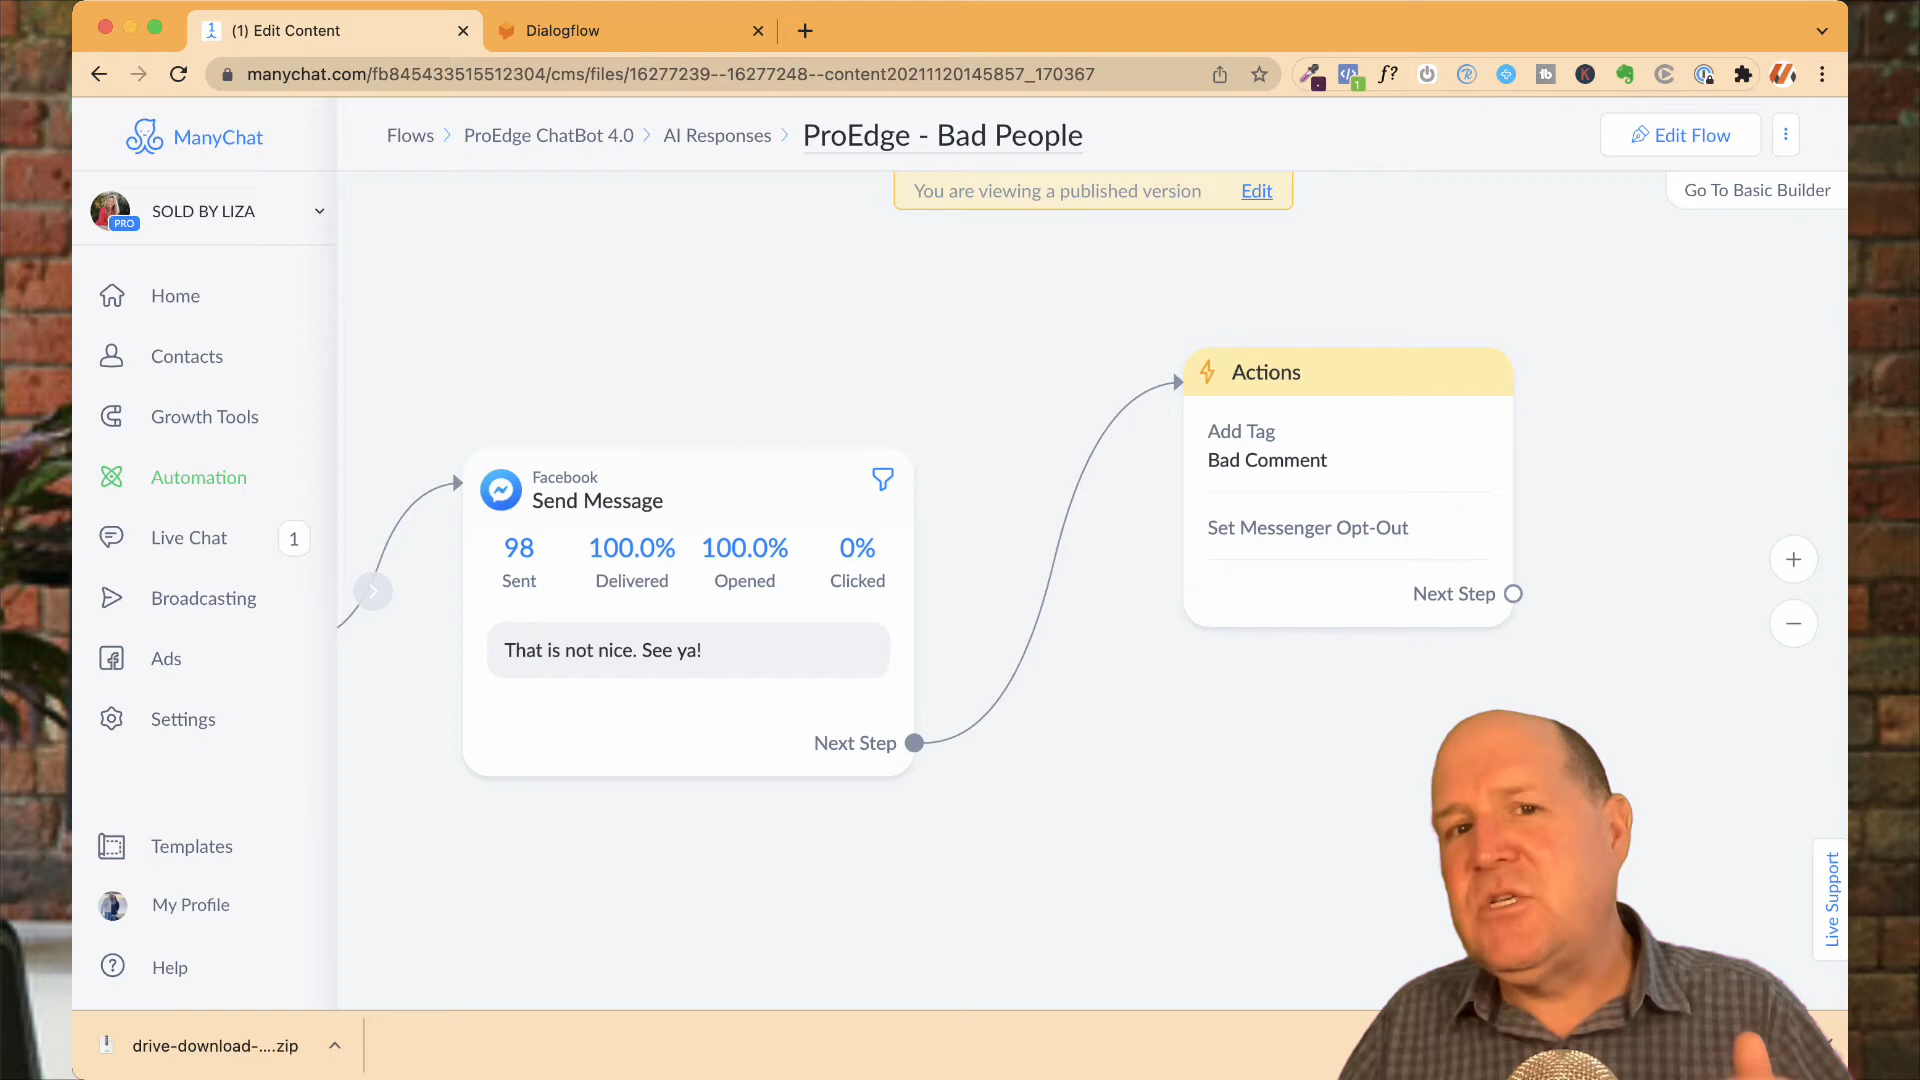 (1) Edit Content
Dialogflow
manychat.com/fb845433515512304/cms/files/16277239--16277248--content20211120145857_170367
ManyChat
Flows
ProEdge ChatBot 4.0
AI Responses
ProEdge - Bad People
Edit Flow
You are viewing a published version
Edit
Go To Basic Builder
PRO
SOLD BY LIZA
Home
Contacts
Growth Tools
Automation
Live Chat
1
Broadcasting
Ads
Settings
Templates
My Profile
Help
Facebook
Send Message
98
100.0%
100.0%
0%
Sent
Delivered
Opened
Clicked
That is not nice. See ya!
Next Step
Actions
Add Tag
Bad Comment
Set Messenger Opt-Out
Next Step
Live Support
drive-download-....zip